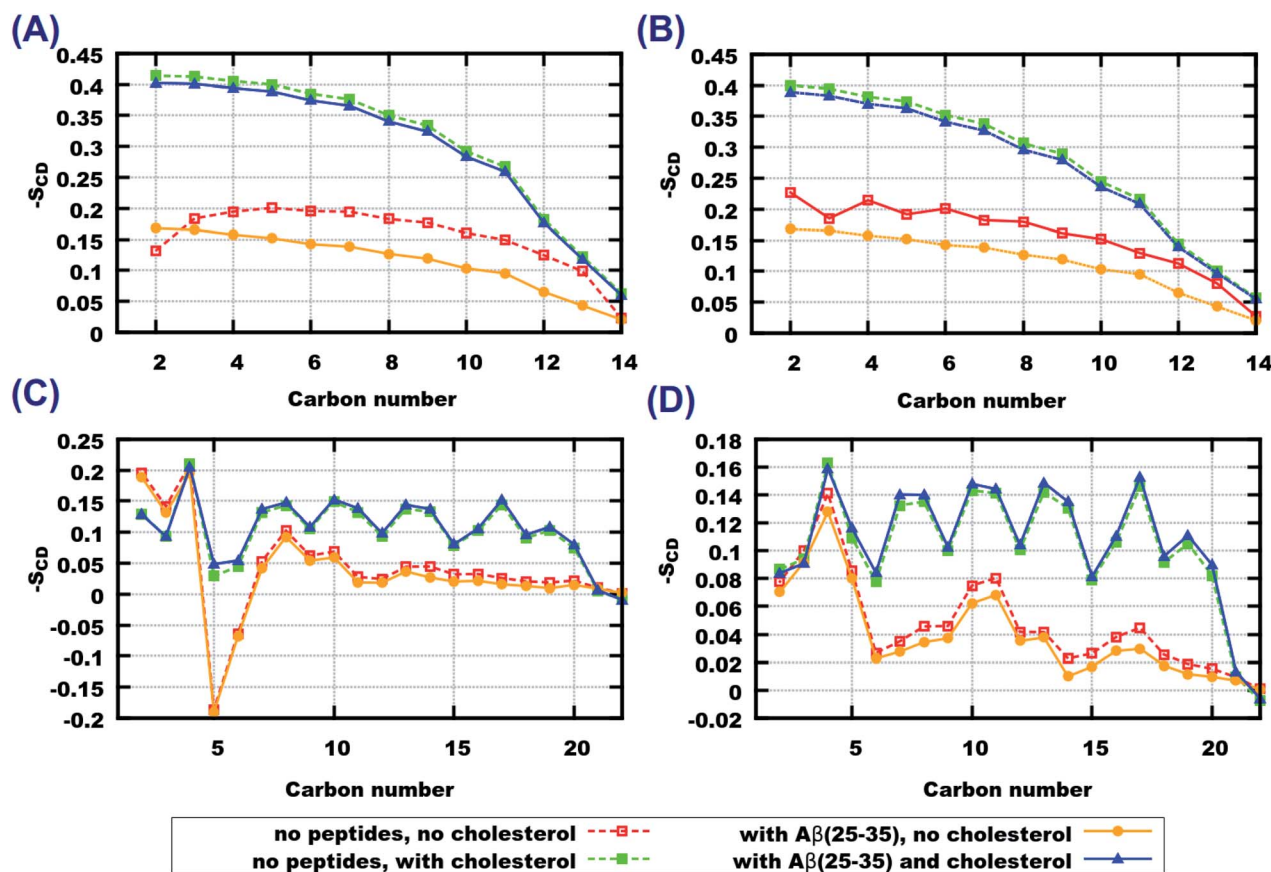 (A)
0.45
0.4
0.35
0.3
0.25
0.2
0.15
0.1
0.05
0
-SCD
2 4 6 8 10 12 14
Carbon number
(B)
0.45
0.4
0.35
0.3
0.25
0.2
0.15
0.1
0.05
0
-SCD
2 4 6 8 10 12 14
Carbon number
(C)
0.25
0.2
0.15
0.1
0.05
0
-0.05
-0.1
-0.15
-0.2
-SCD
5 10 15 20
Carbon number
(D)
0.18
0.16
0.14
0.12
0.1
0.08
0.06
0.04
0.02
0
-0.02
-SCD
5 10 15 20
Carbon number
no peptides, no cholesterol
no peptides, with cholesterol
with Aβ(25-35), no cholesterol
with Aβ(25-35) and cholesterol